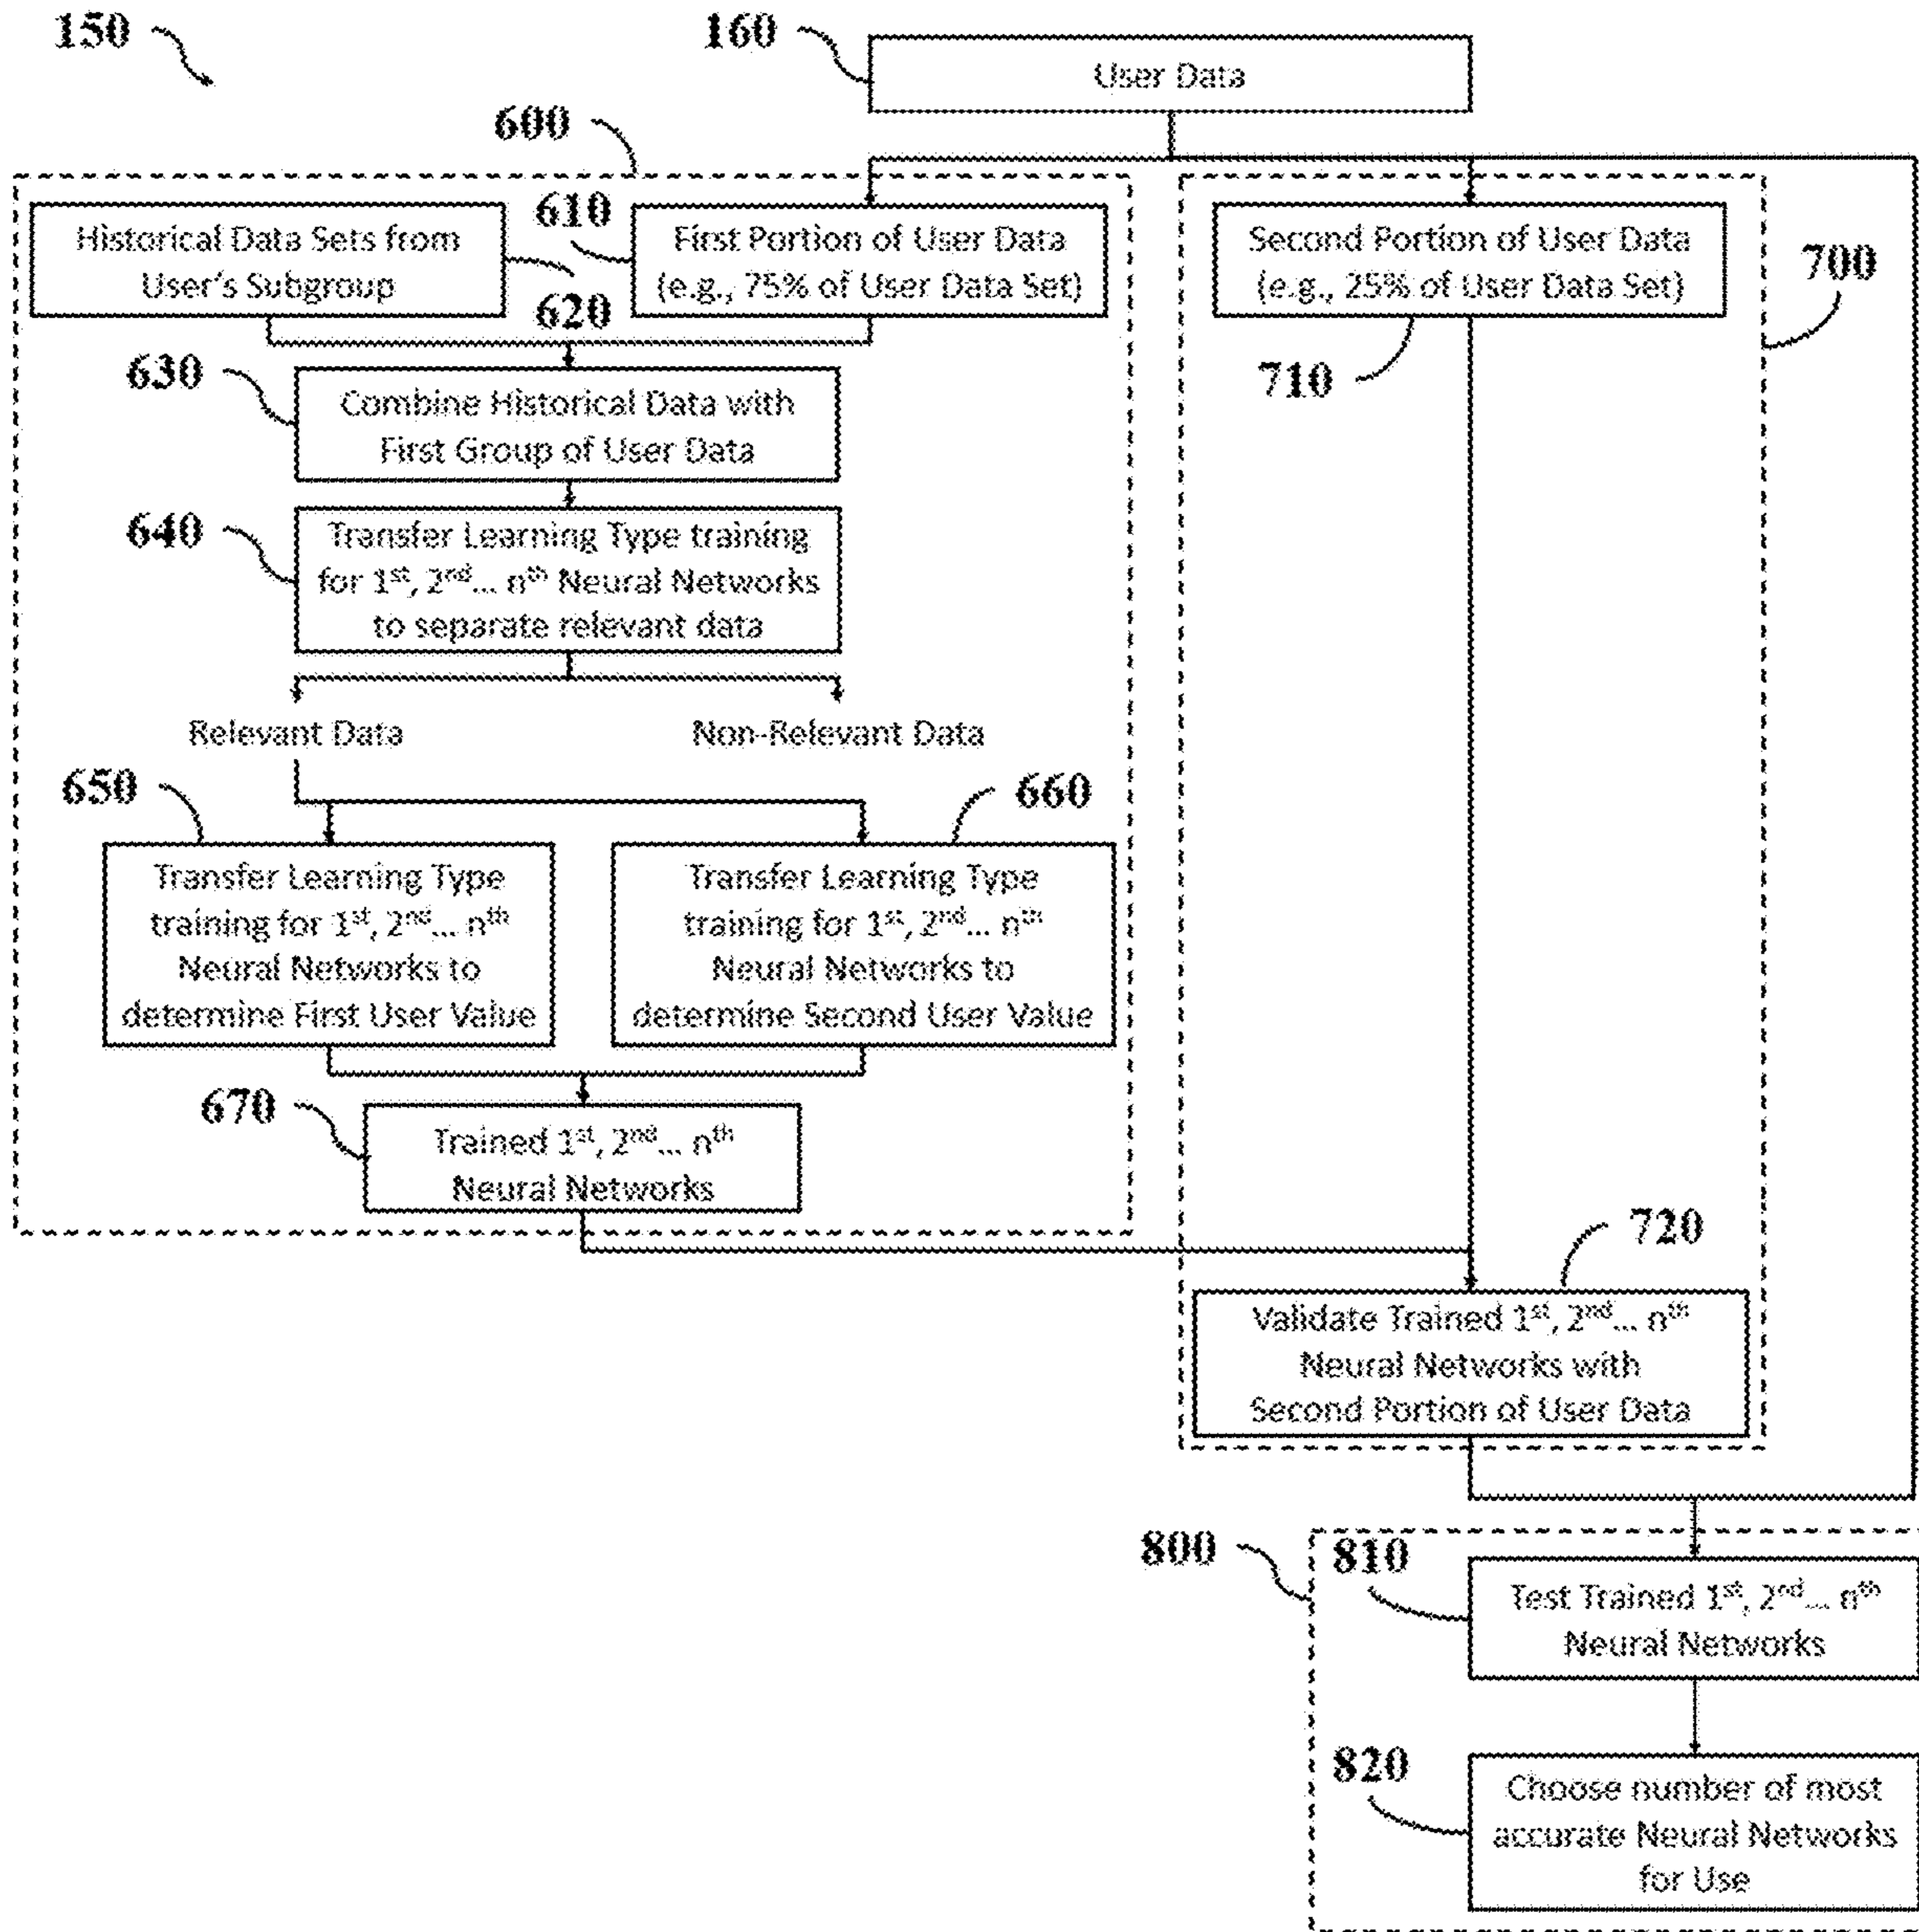 150
160
User Data
600
Historical Data Sets from
User's Subgroup
610
First Portion of User Data
(e.g., 75% of User Data Set)
620
Second Portion of User Data
(e.g., 25% of User Data Set)
700
710
630
Combine Historical Data with
First Group of User Data
640
Transfer Learning Type training
for 1st, 2nd... nth Neural Networks
to separate relevant data
Relevant Data
Non-Relevant Data
650
660
Transfer Learning Type
training for 1st, 2nd... nth
Neural Networks to
determine First User Value
Transfer Learning Type
training for 1st, 2nd... nth
Neural Networks to
determine Second User Value
670
Trained 1st, 2nd... nth
Neural Networks
720
Validate Trained 1st, 2nd... nth
Neural Networks with
Second Portion of User Data
800
810
Test Trained 1st, 2nd... nth
Neural Networks
820
Choose number of most
accurate Neural Networks
for Use